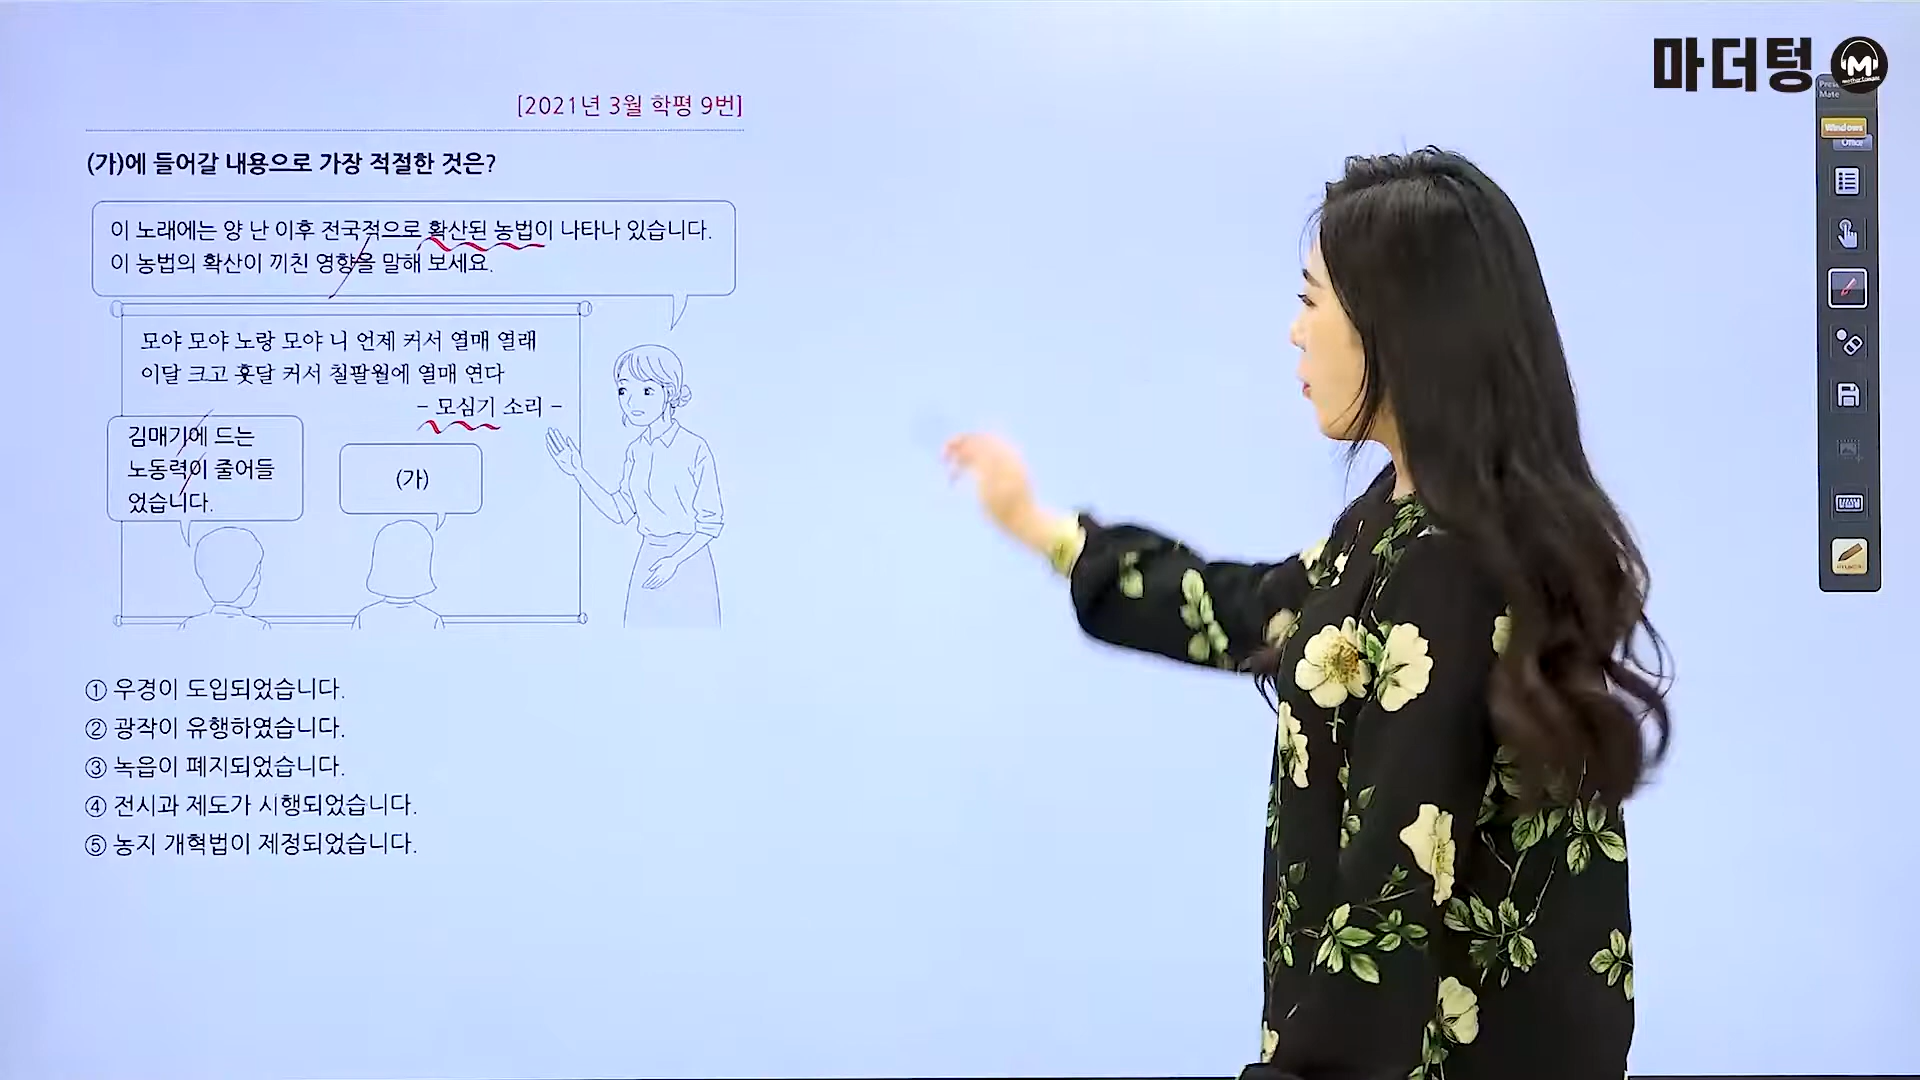 마더텅
M
[2021년 3월 학평 9번]
(가)에 들어갈 내용으로 가장 적절한 것은?
이 노래에는 양 난 이후 전국적으로 확산된 농법이 나타나 있습니다.
이 농법의 확산이 끼친 영향을 말해 보세요.
모야 모야 노랑 모야 니 언제 커서 열매 열래
이달 크고 훗달 커서 칠팔월에 열매 연다
- 모심기 소리 -
김매기에 드는
노동력이 줄어들
었습니다.
(가)
① 우경이 도입되었습니다.
② 광작이 유행하였습니다.
③ 녹읍이 폐지되었습니다.
④ 전시과 제도가 시행되었습니다.
⑤ 농지 개혁법이 제정되었습니다.
Mate
Windows
Office